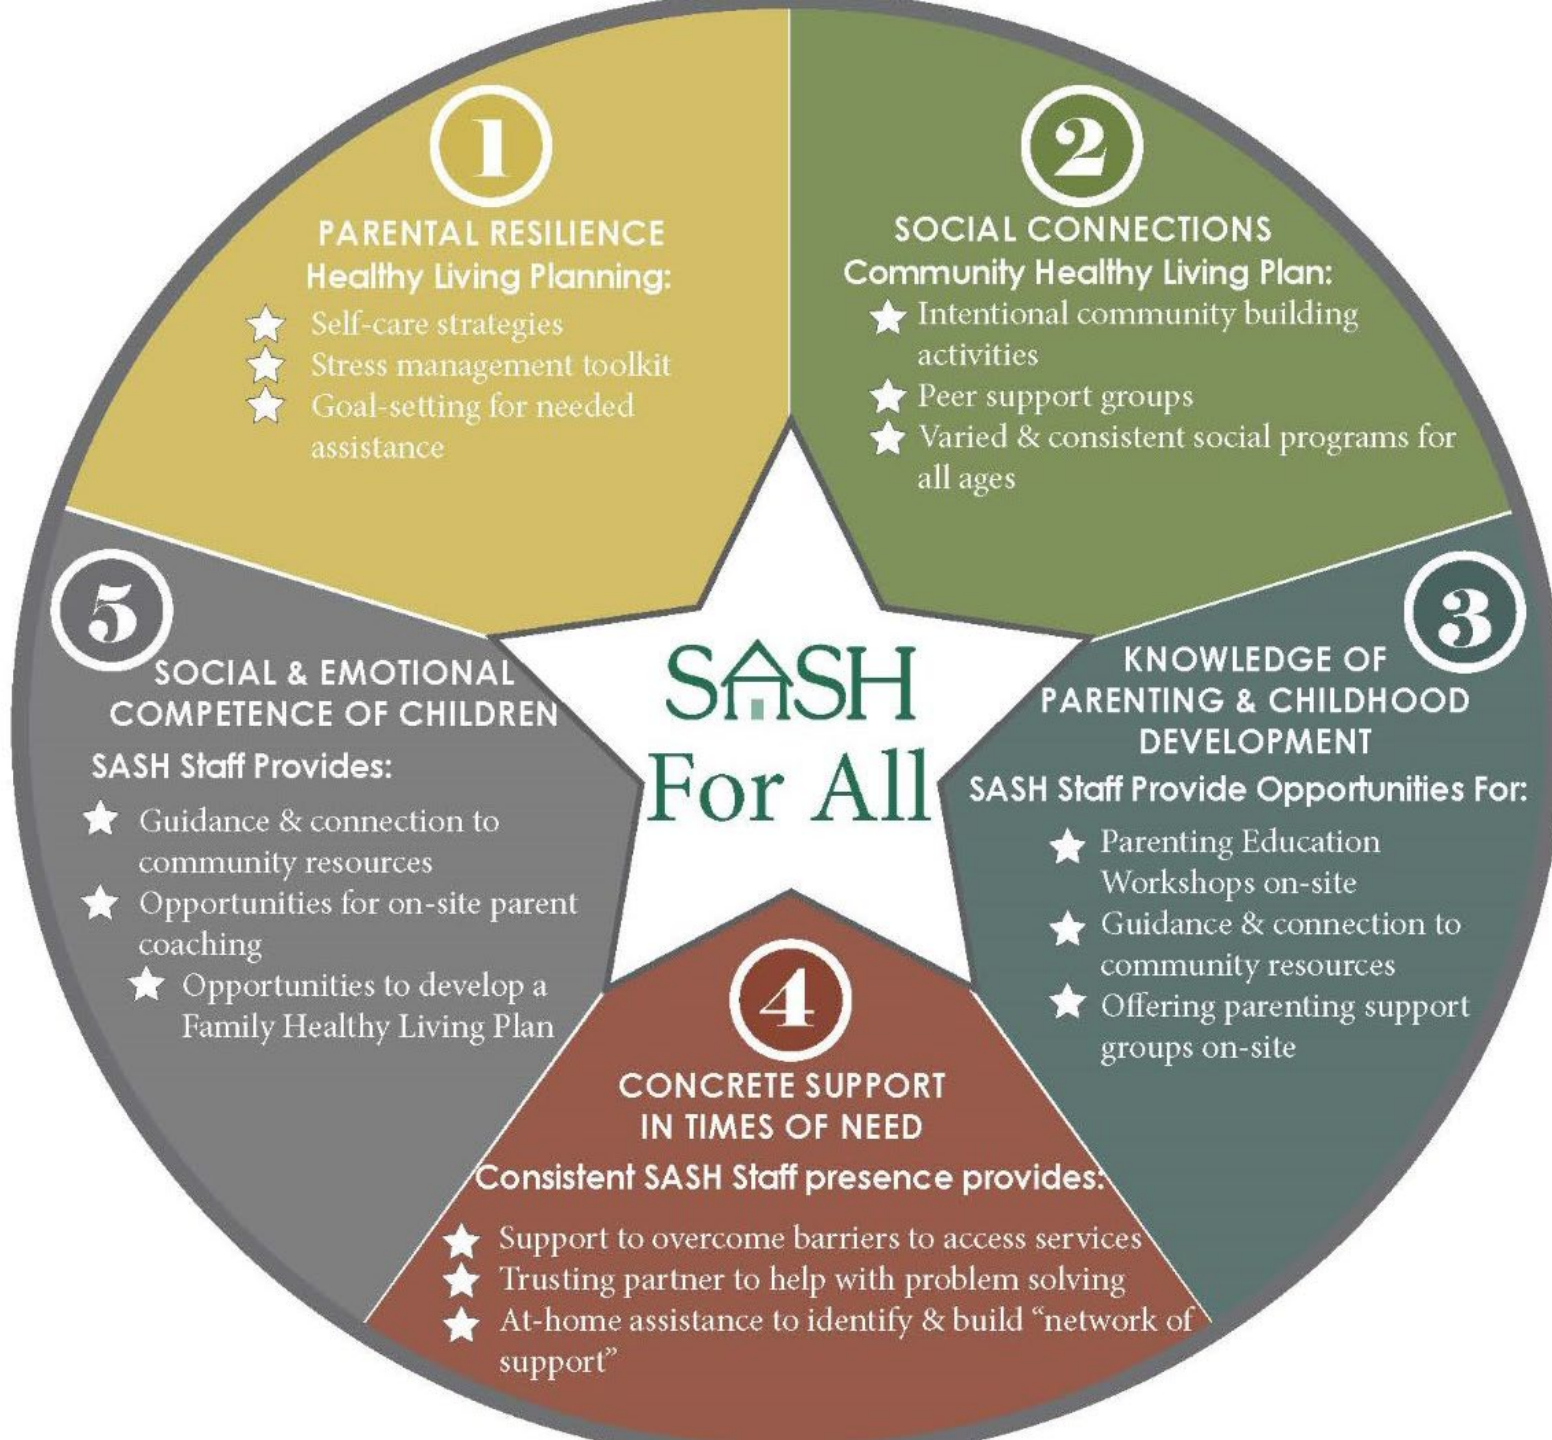 1
PARENTAL RESILIENCE
Healthy Living Planning:
Self-care strategies
Stress management toolkit
Goal-setting for needed
assistance
2
SOCIAL CONNECTIONS
Community Healthy Living Plan:
Intentional community building
activities
Peer support groups
Varied & consistent social programs for
all ages
3
KNOWLEDGE OF
PARENTING & CHILDHOOD
DEVELOPMENT
SASH Staff Provide Opportunities For:
Parenting Education
Workshops on-site
Guidance & connection to
community resources
Offering parenting support
groups on-site
4
CONCRETE SUPPORT
IN TIMES OF NEED
Consistent SASH Staff presence provides:
Support to overcome barriers to access services
Trusting partner to help with problem solving
At-home assistance to identify & build “network of
support”
5
SOCIAL & EMOTIONAL
COMPETENCE OF CHILDREN
SASH Staff Provides:
Guidance & connection to
community resources
Opportunities for on-site parent
coaching
Opportunities to develop a
Family Healthy Living Plan
SASH
For All